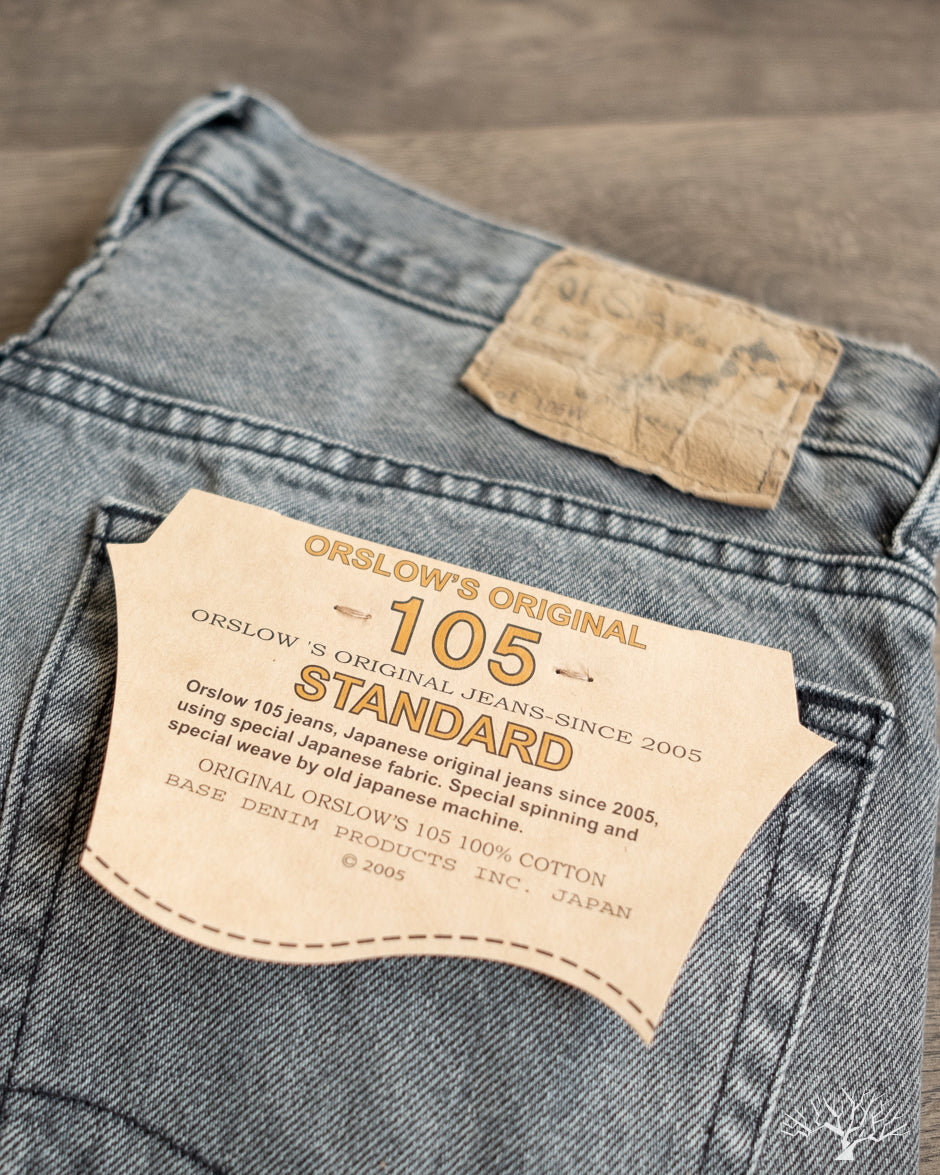 orSlow
105W
ORSLOW'S ORIGINAL
105
ORSLOW 'S ORIGINAL JEANS-SINCE 2005
STANDARD
Orslow 105 jeans, Japanese original jeans since 2005,
using special Japanese fabric. Special spinning and
special weave by old japanese machine.
ORIGINAL ORSLOW'S 105 100% COTTON
BASE DENIM PRODUCTS INC. JAPAN
© 2005